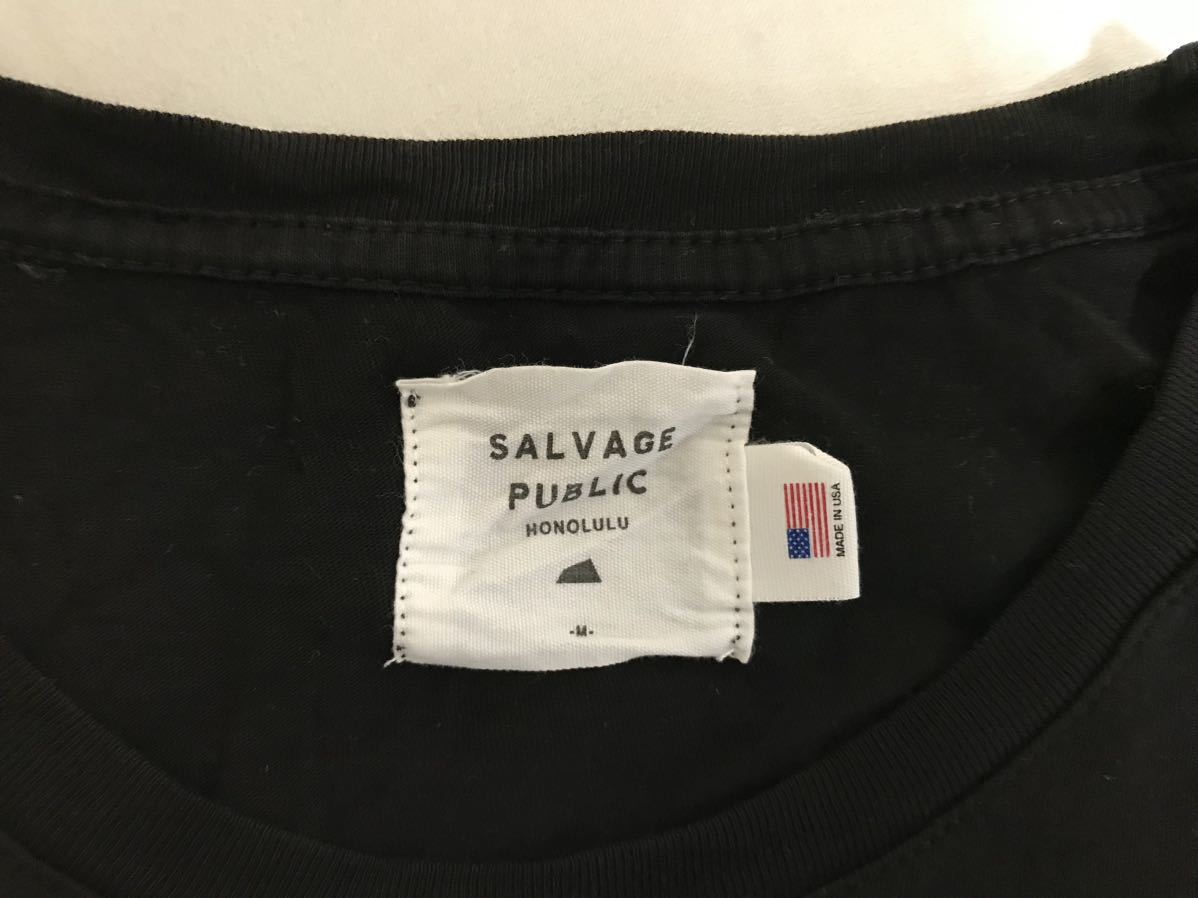 SALVAGE
PUBLIC
HONOLULU
-M-
MADE IN USA